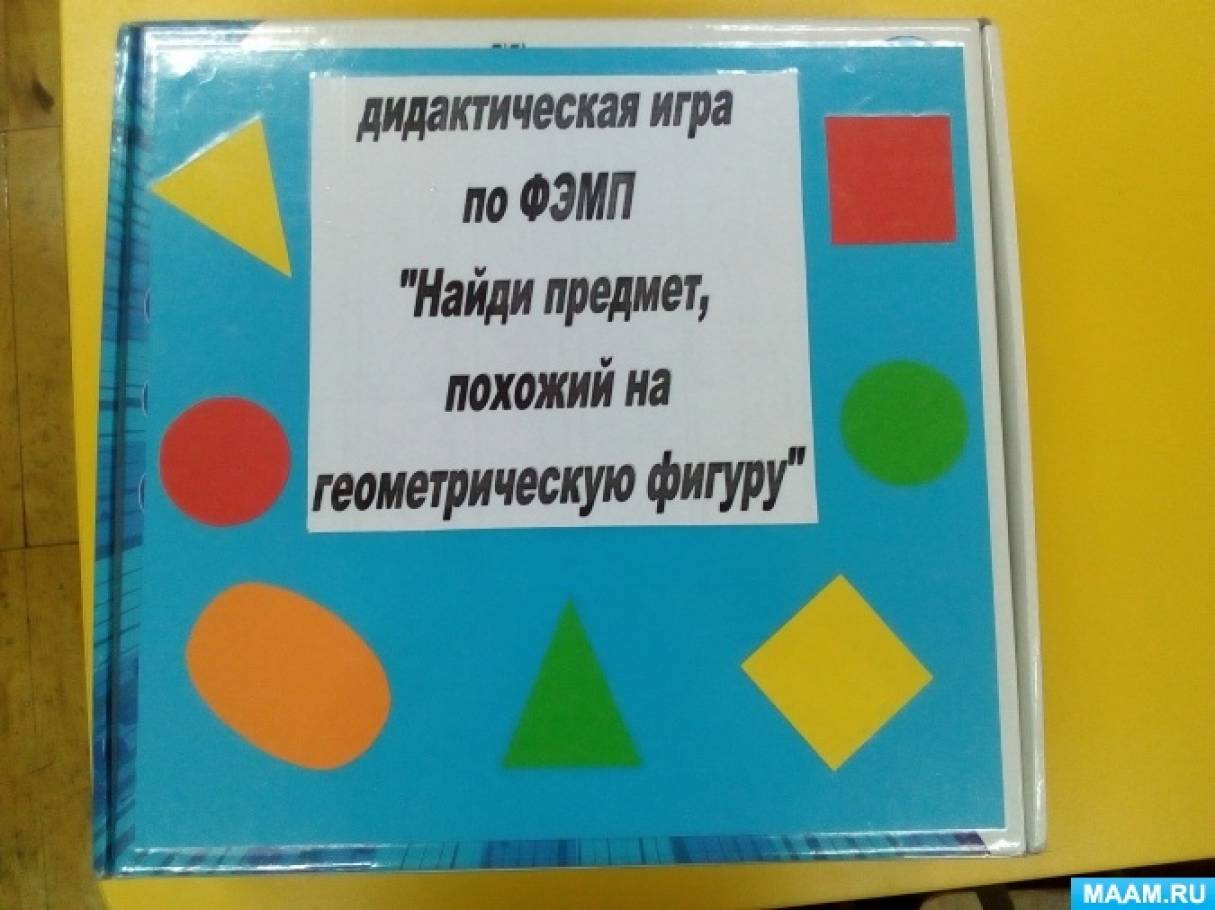 дидактическая игра
по ФЭМП
"Найди предмет,
похожий на
геометрическую фигуру"
MAAM.RU